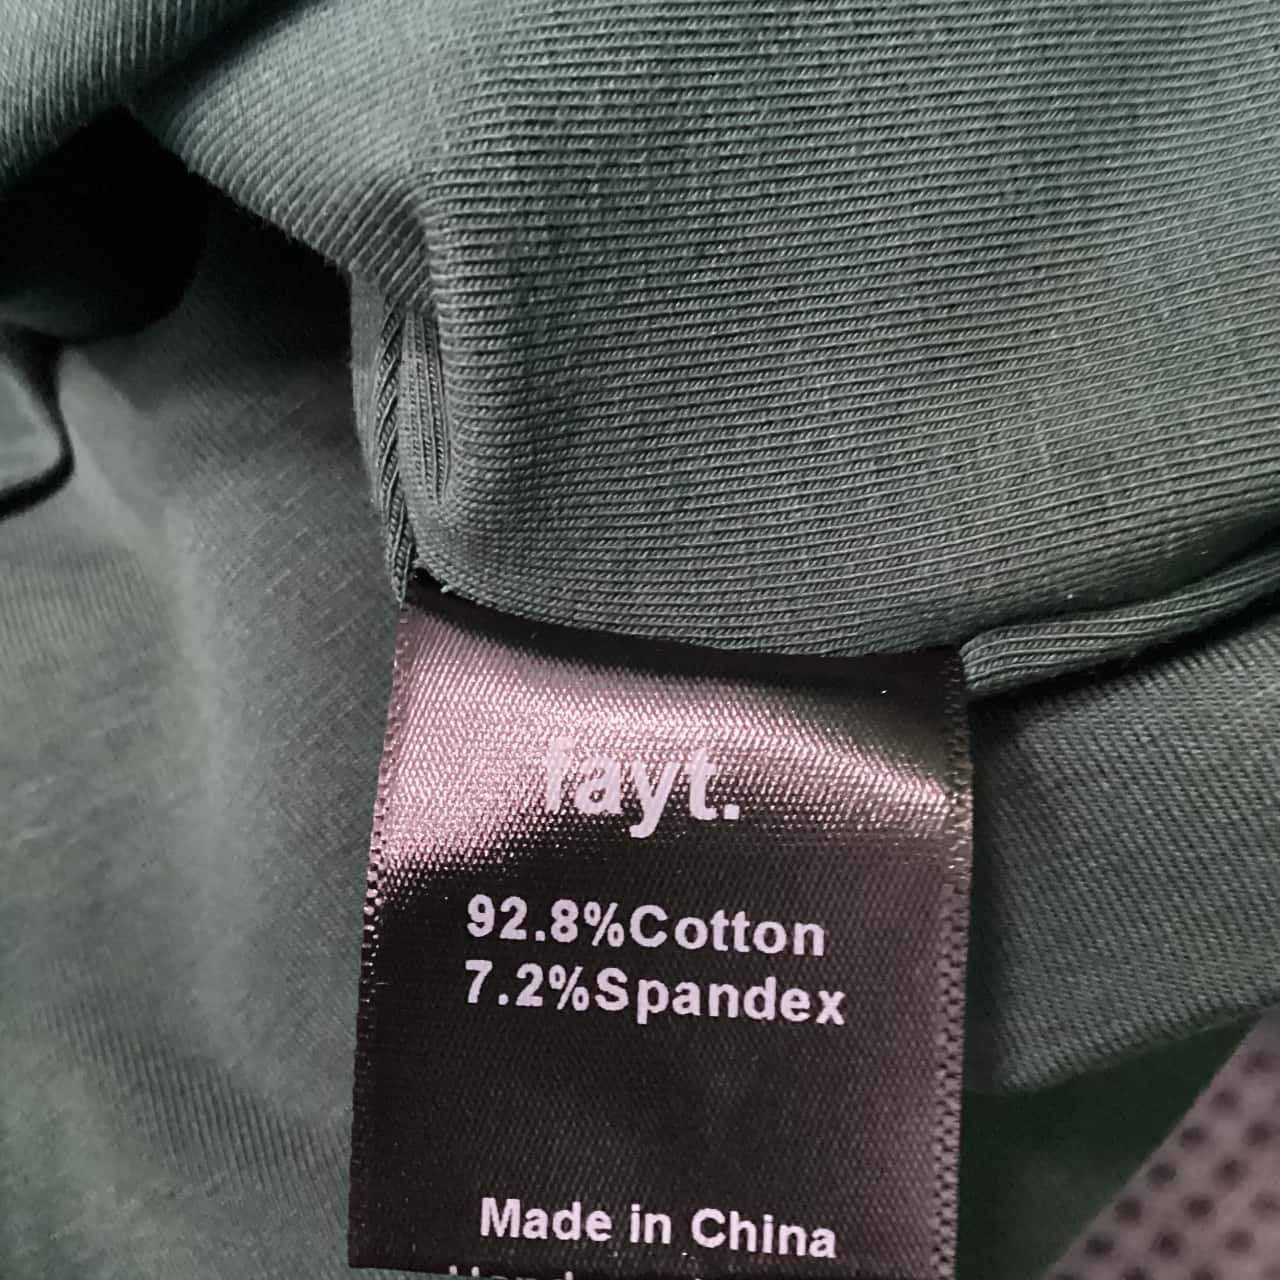 fayt.
92.8%Cotton
7.2%Spandex
Made in China